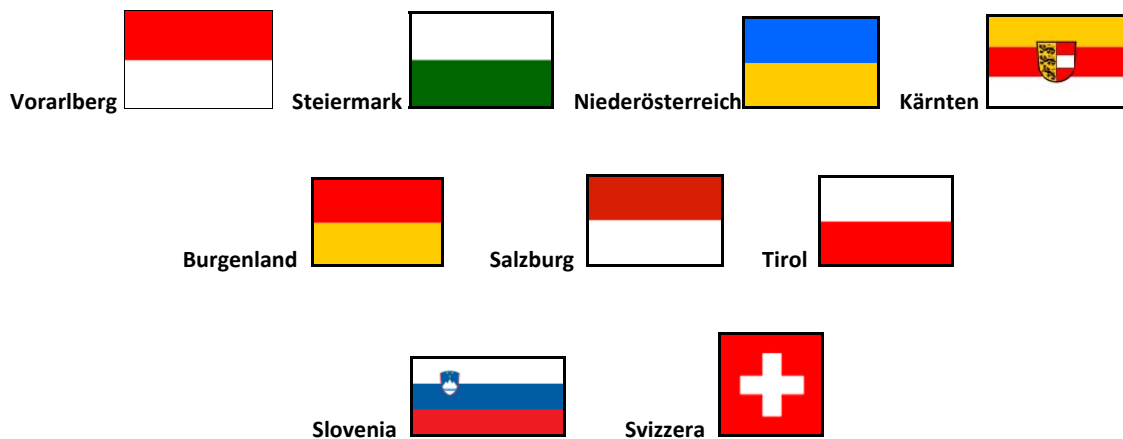 Vorarlberg Steiermark Niederösterreich Kärnten
Burgenland Salzburg Tirol
Slovenia Svizzera